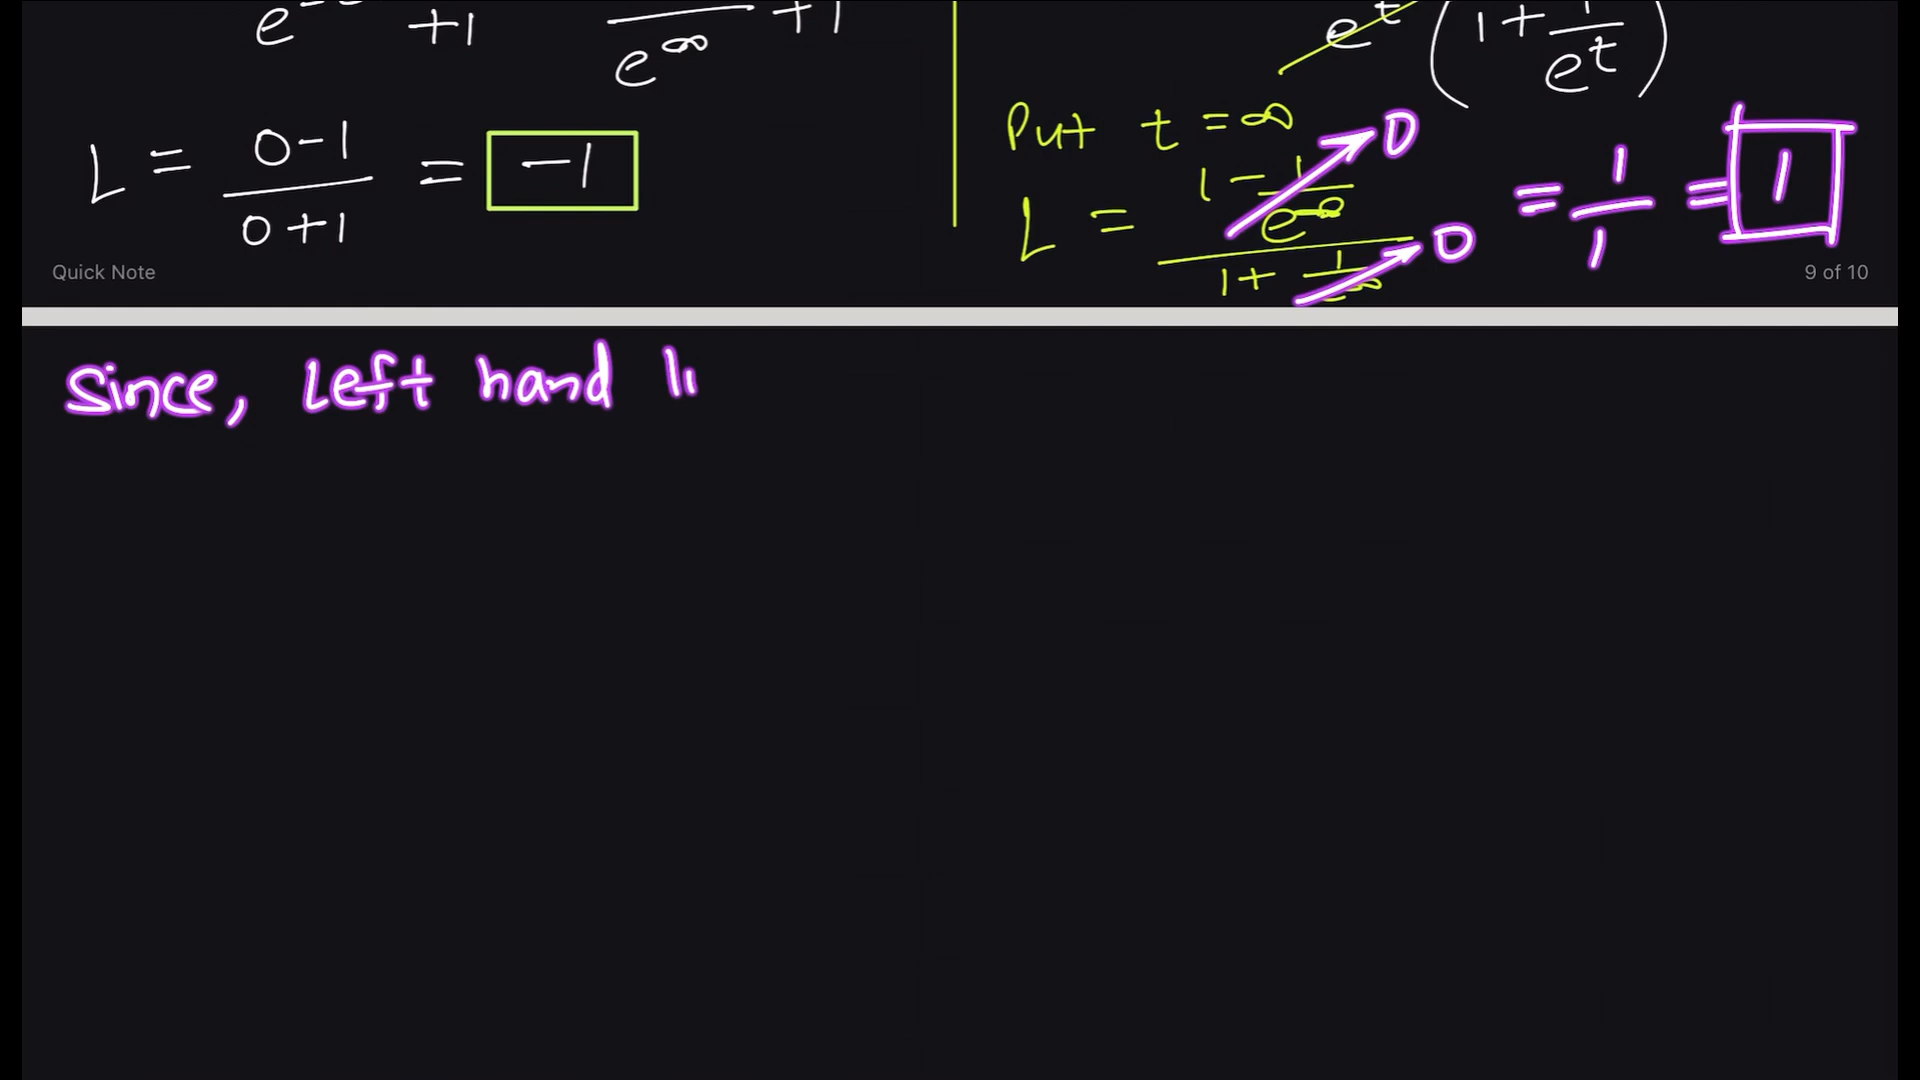 e^-∞ +1 e^∞ +1
L = 0-1 / 0+1 = -1
e^t (1 + 1/e^t)
Put t = ∞
L = 1 - 1/e^∞ → 0 / 1 + 1/e^∞ → 0 = 1/1 = 1
Quick Note
9 of 10
Since, Left hand li